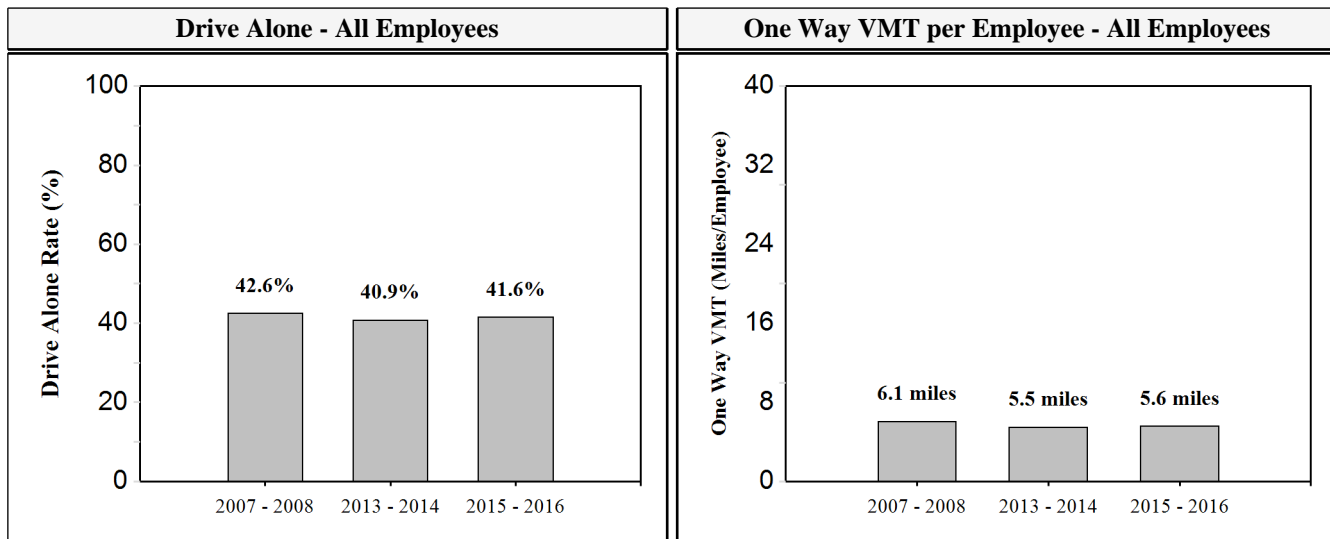 Drive Alone - All Employees
One Way VMT per Employee - All Employees
Drive Alone Rate (%)
100
80
60
40
20
0
42.6%
40.9%
41.6%
2007 - 2008
2013 - 2014
2015 - 2016
One Way VMT (Miles/Employee)
40
32
24
16
8
0
6.1 miles
5.5 miles
5.6 miles
2007 - 2008
2013 - 2014
2015 - 2016